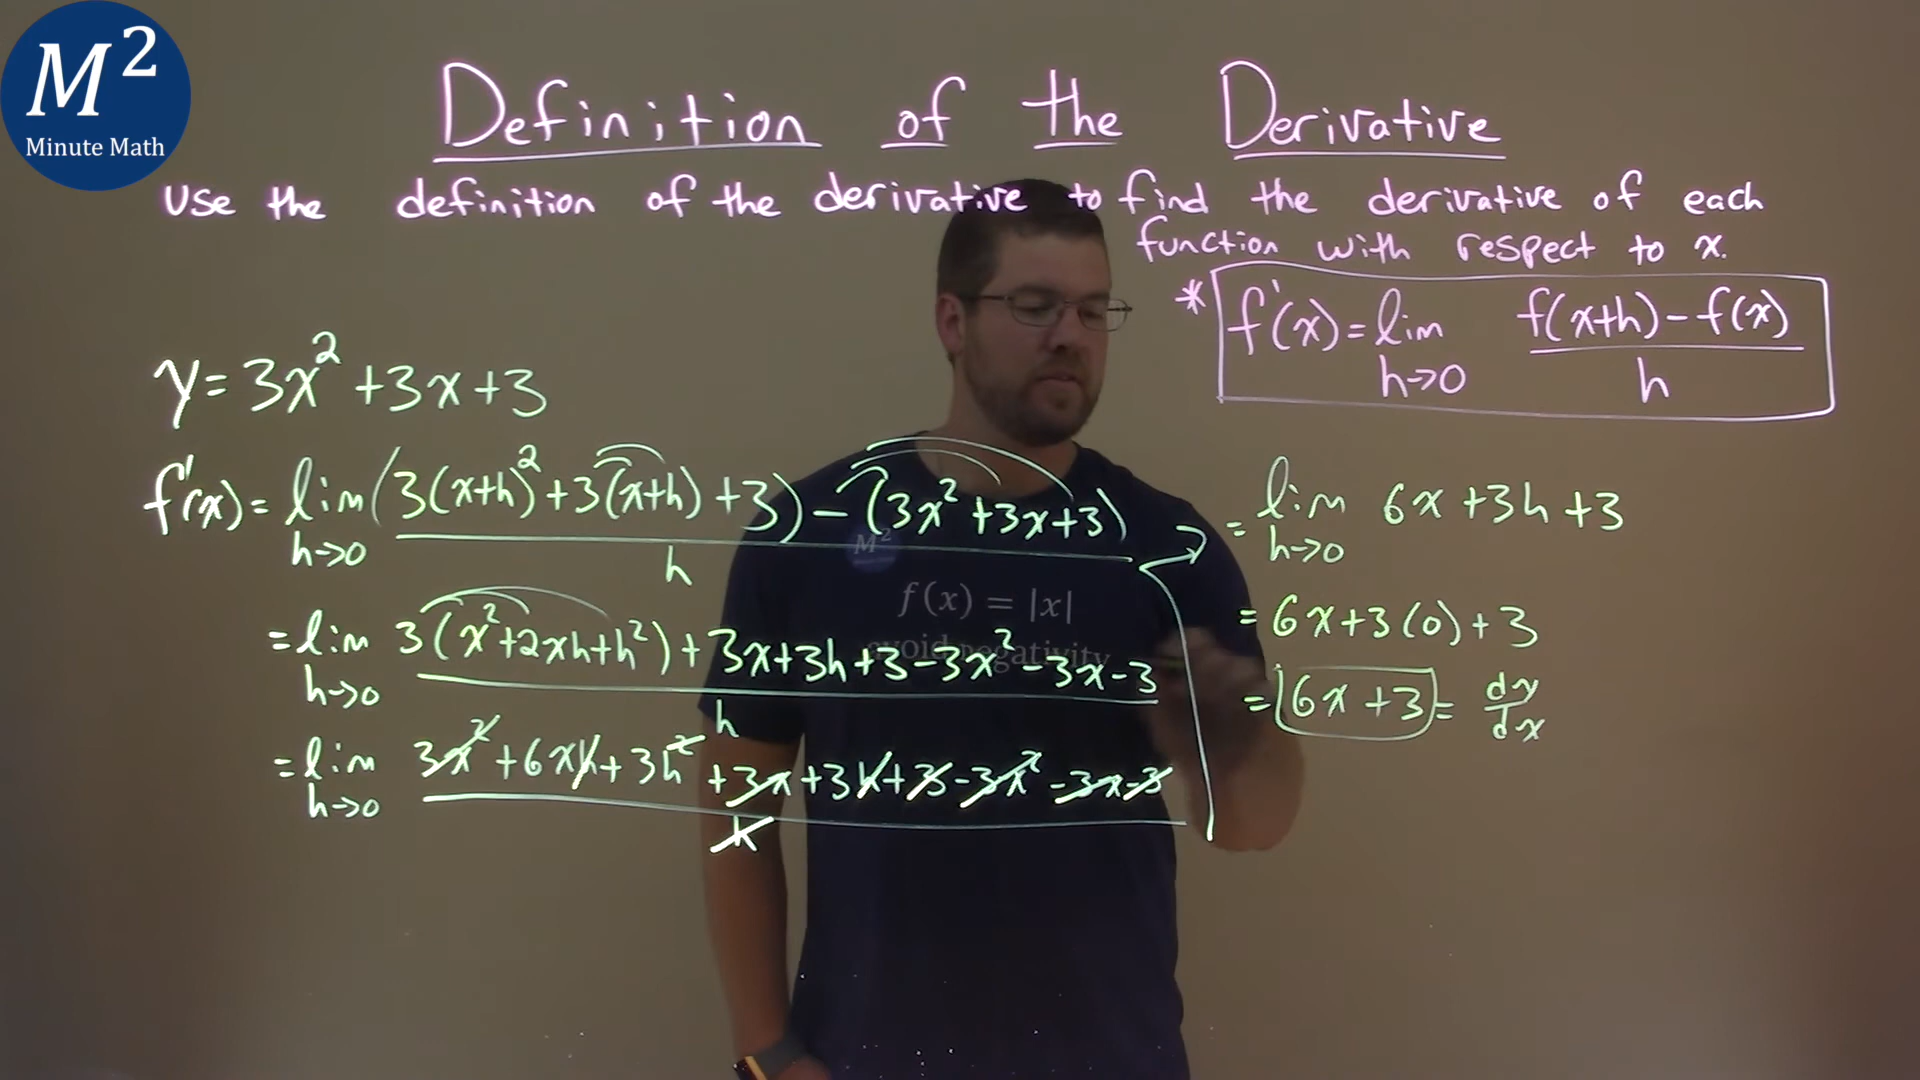 M²
Minute Math
Definition of the Derivative
Use the definition of the derivative to find the derivative of each
function with respect to x.
* f'(x) = lim h→0 f(x+h) - f(x) / h
y = 3x² + 3x + 3
f'(x) = lim h→0 (3(x+h)² + 3(x+h) + 3) - (3x² + 3x + 3) / h
= lim h→0 3(x² + 2xh + h²) + 3x + 3h + 3 - 3x² - 3x - 3 / h
= lim h→0 3x² + 6xh + 3h² + 3x + 3h + 3 - 3x² - 3x - 3 / h
= lim h→0 6x + 3h + 3
= 6x + 3(0) + 3
= 6x + 3 = dy/dx
M²
f(x) = |x|
avoid negativity